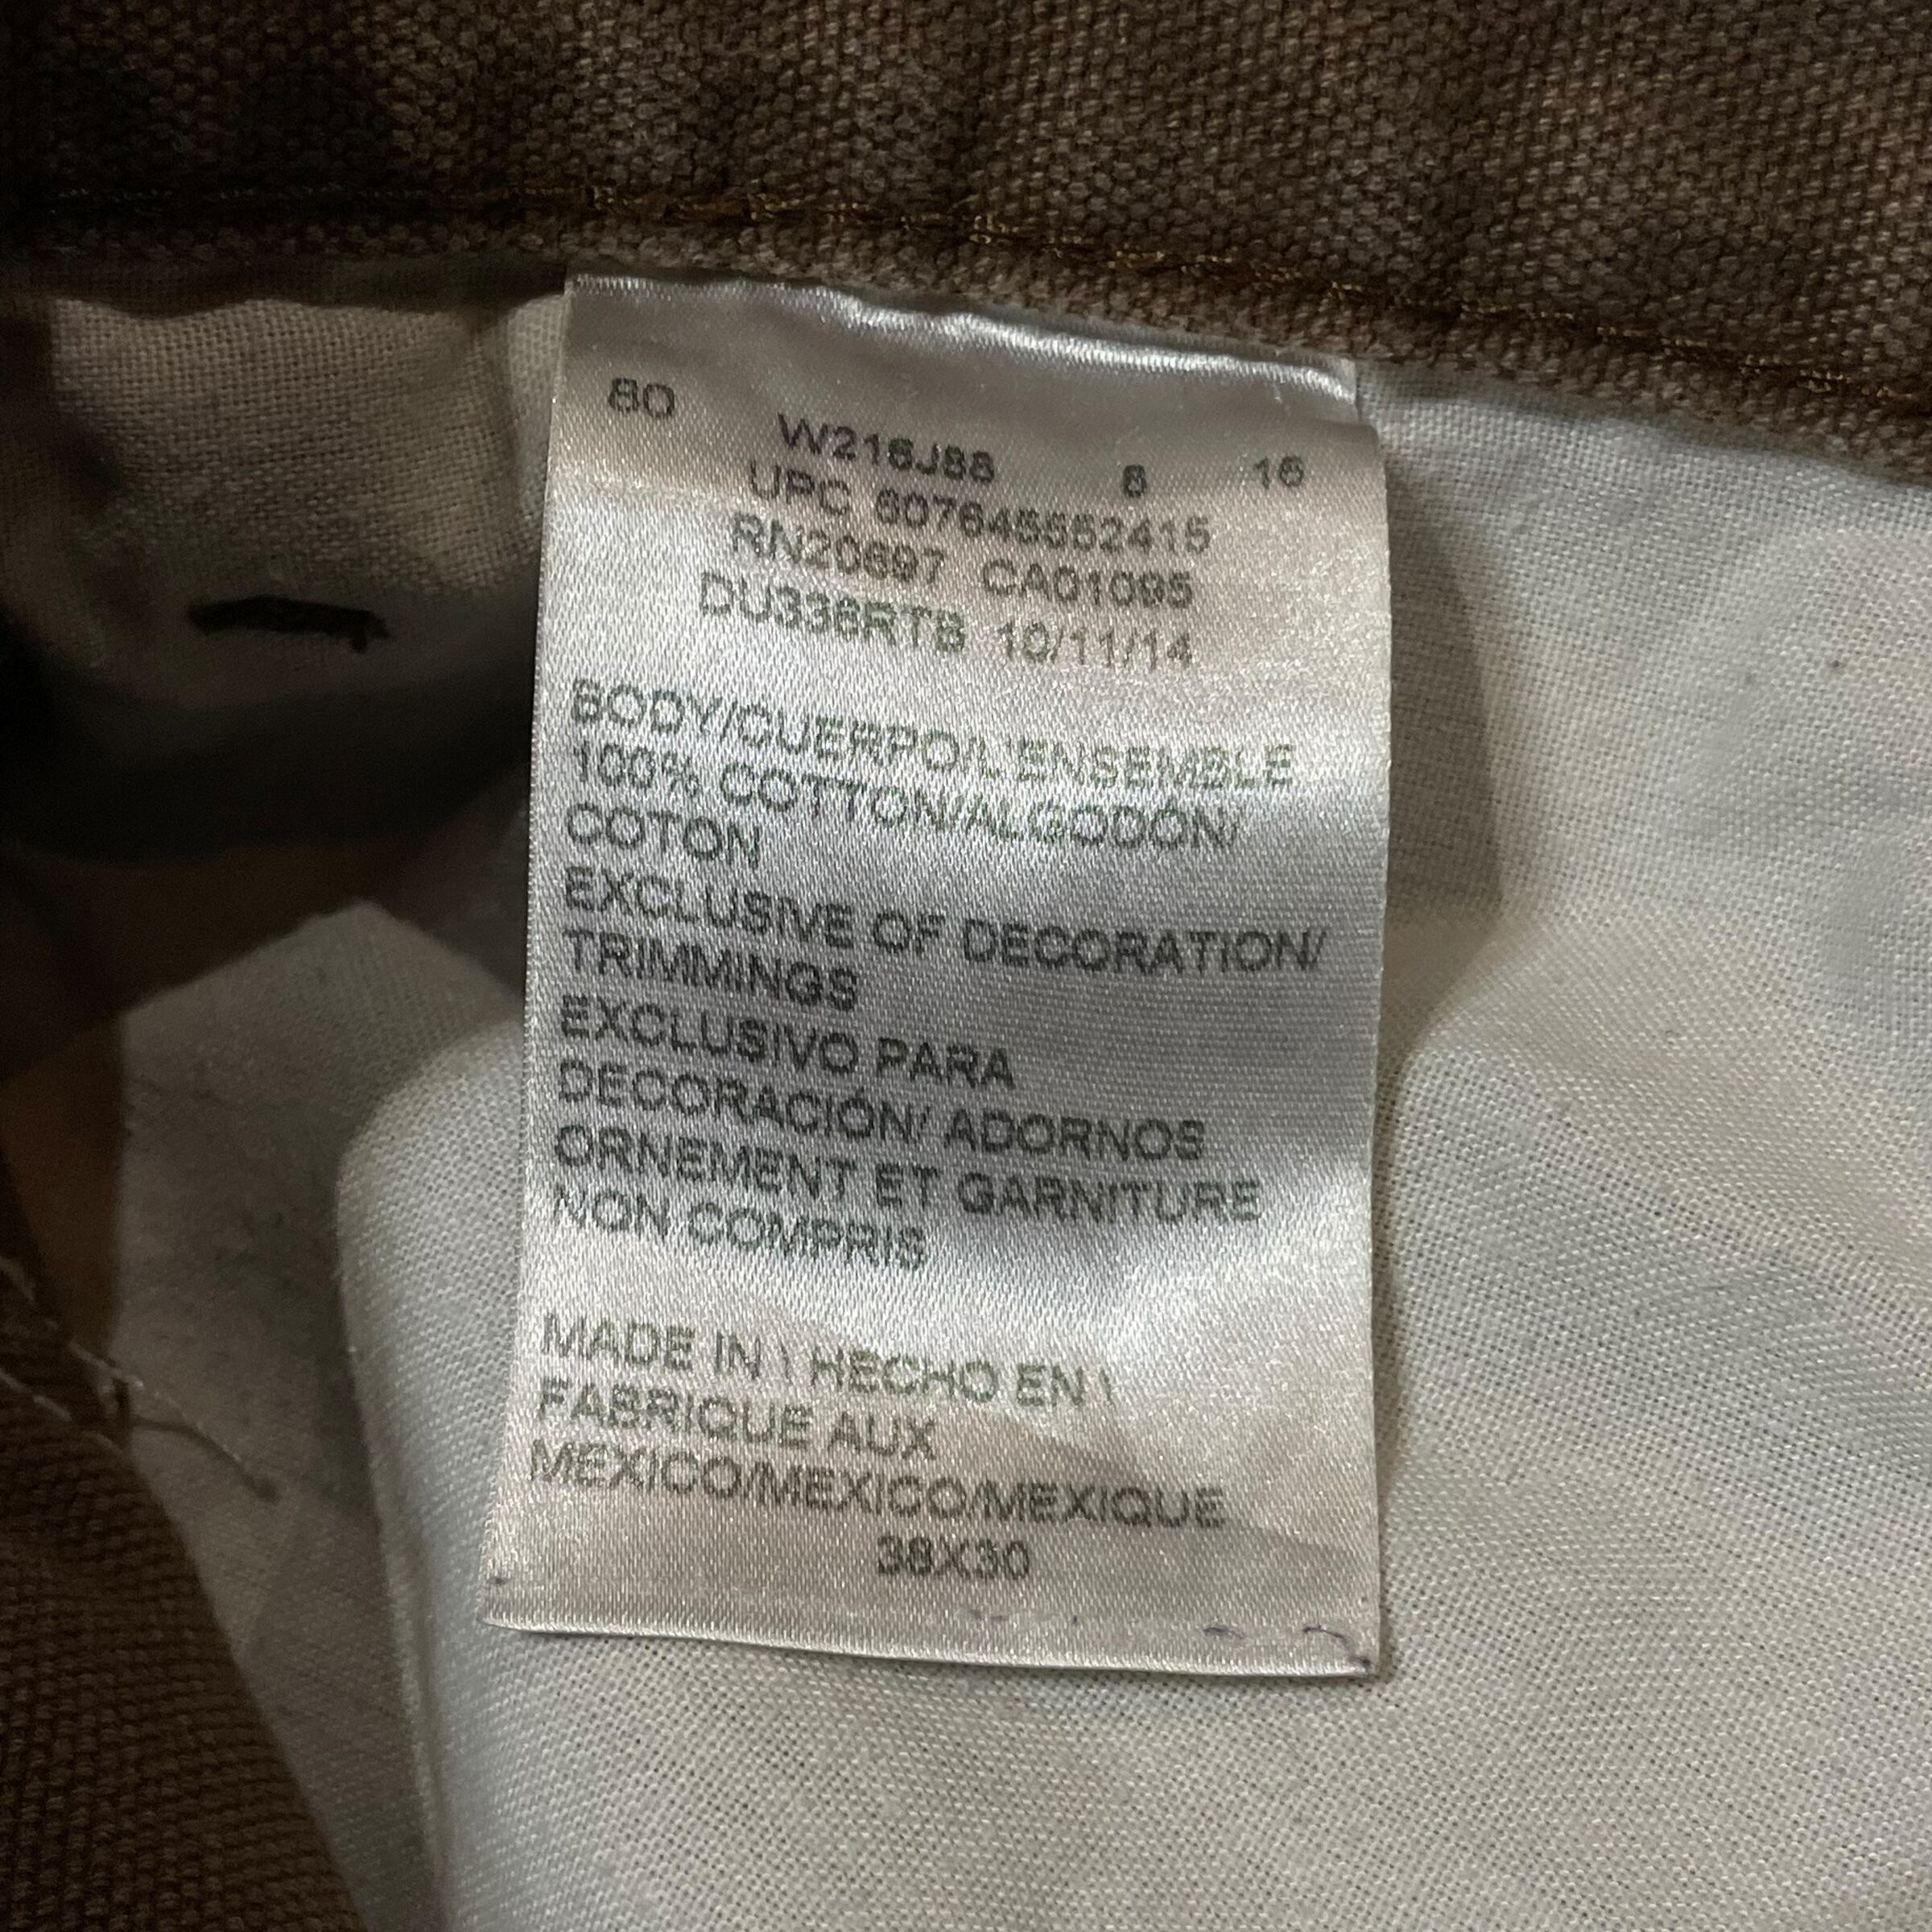 80 W216J88 8 16
UPC 607645552415
RN20697 CA01095
DU336RTB 10/11/14
BODY/CUERPO/L'ENSEMBLE
100% COTTON/ALGODÓN/
COTON
EXCLUSIVE OF DECORATION/
TRIMMINGS
EXCLUSIVO PARA
DECORACIÓN/ ADORNOS
ORNEMENT ET GARNITURE
NON COMPRIS
MADE IN \ HECHO EN \
FABRIQUE AUX
MEXICO/MEXICO/MEXIQUE
38X30